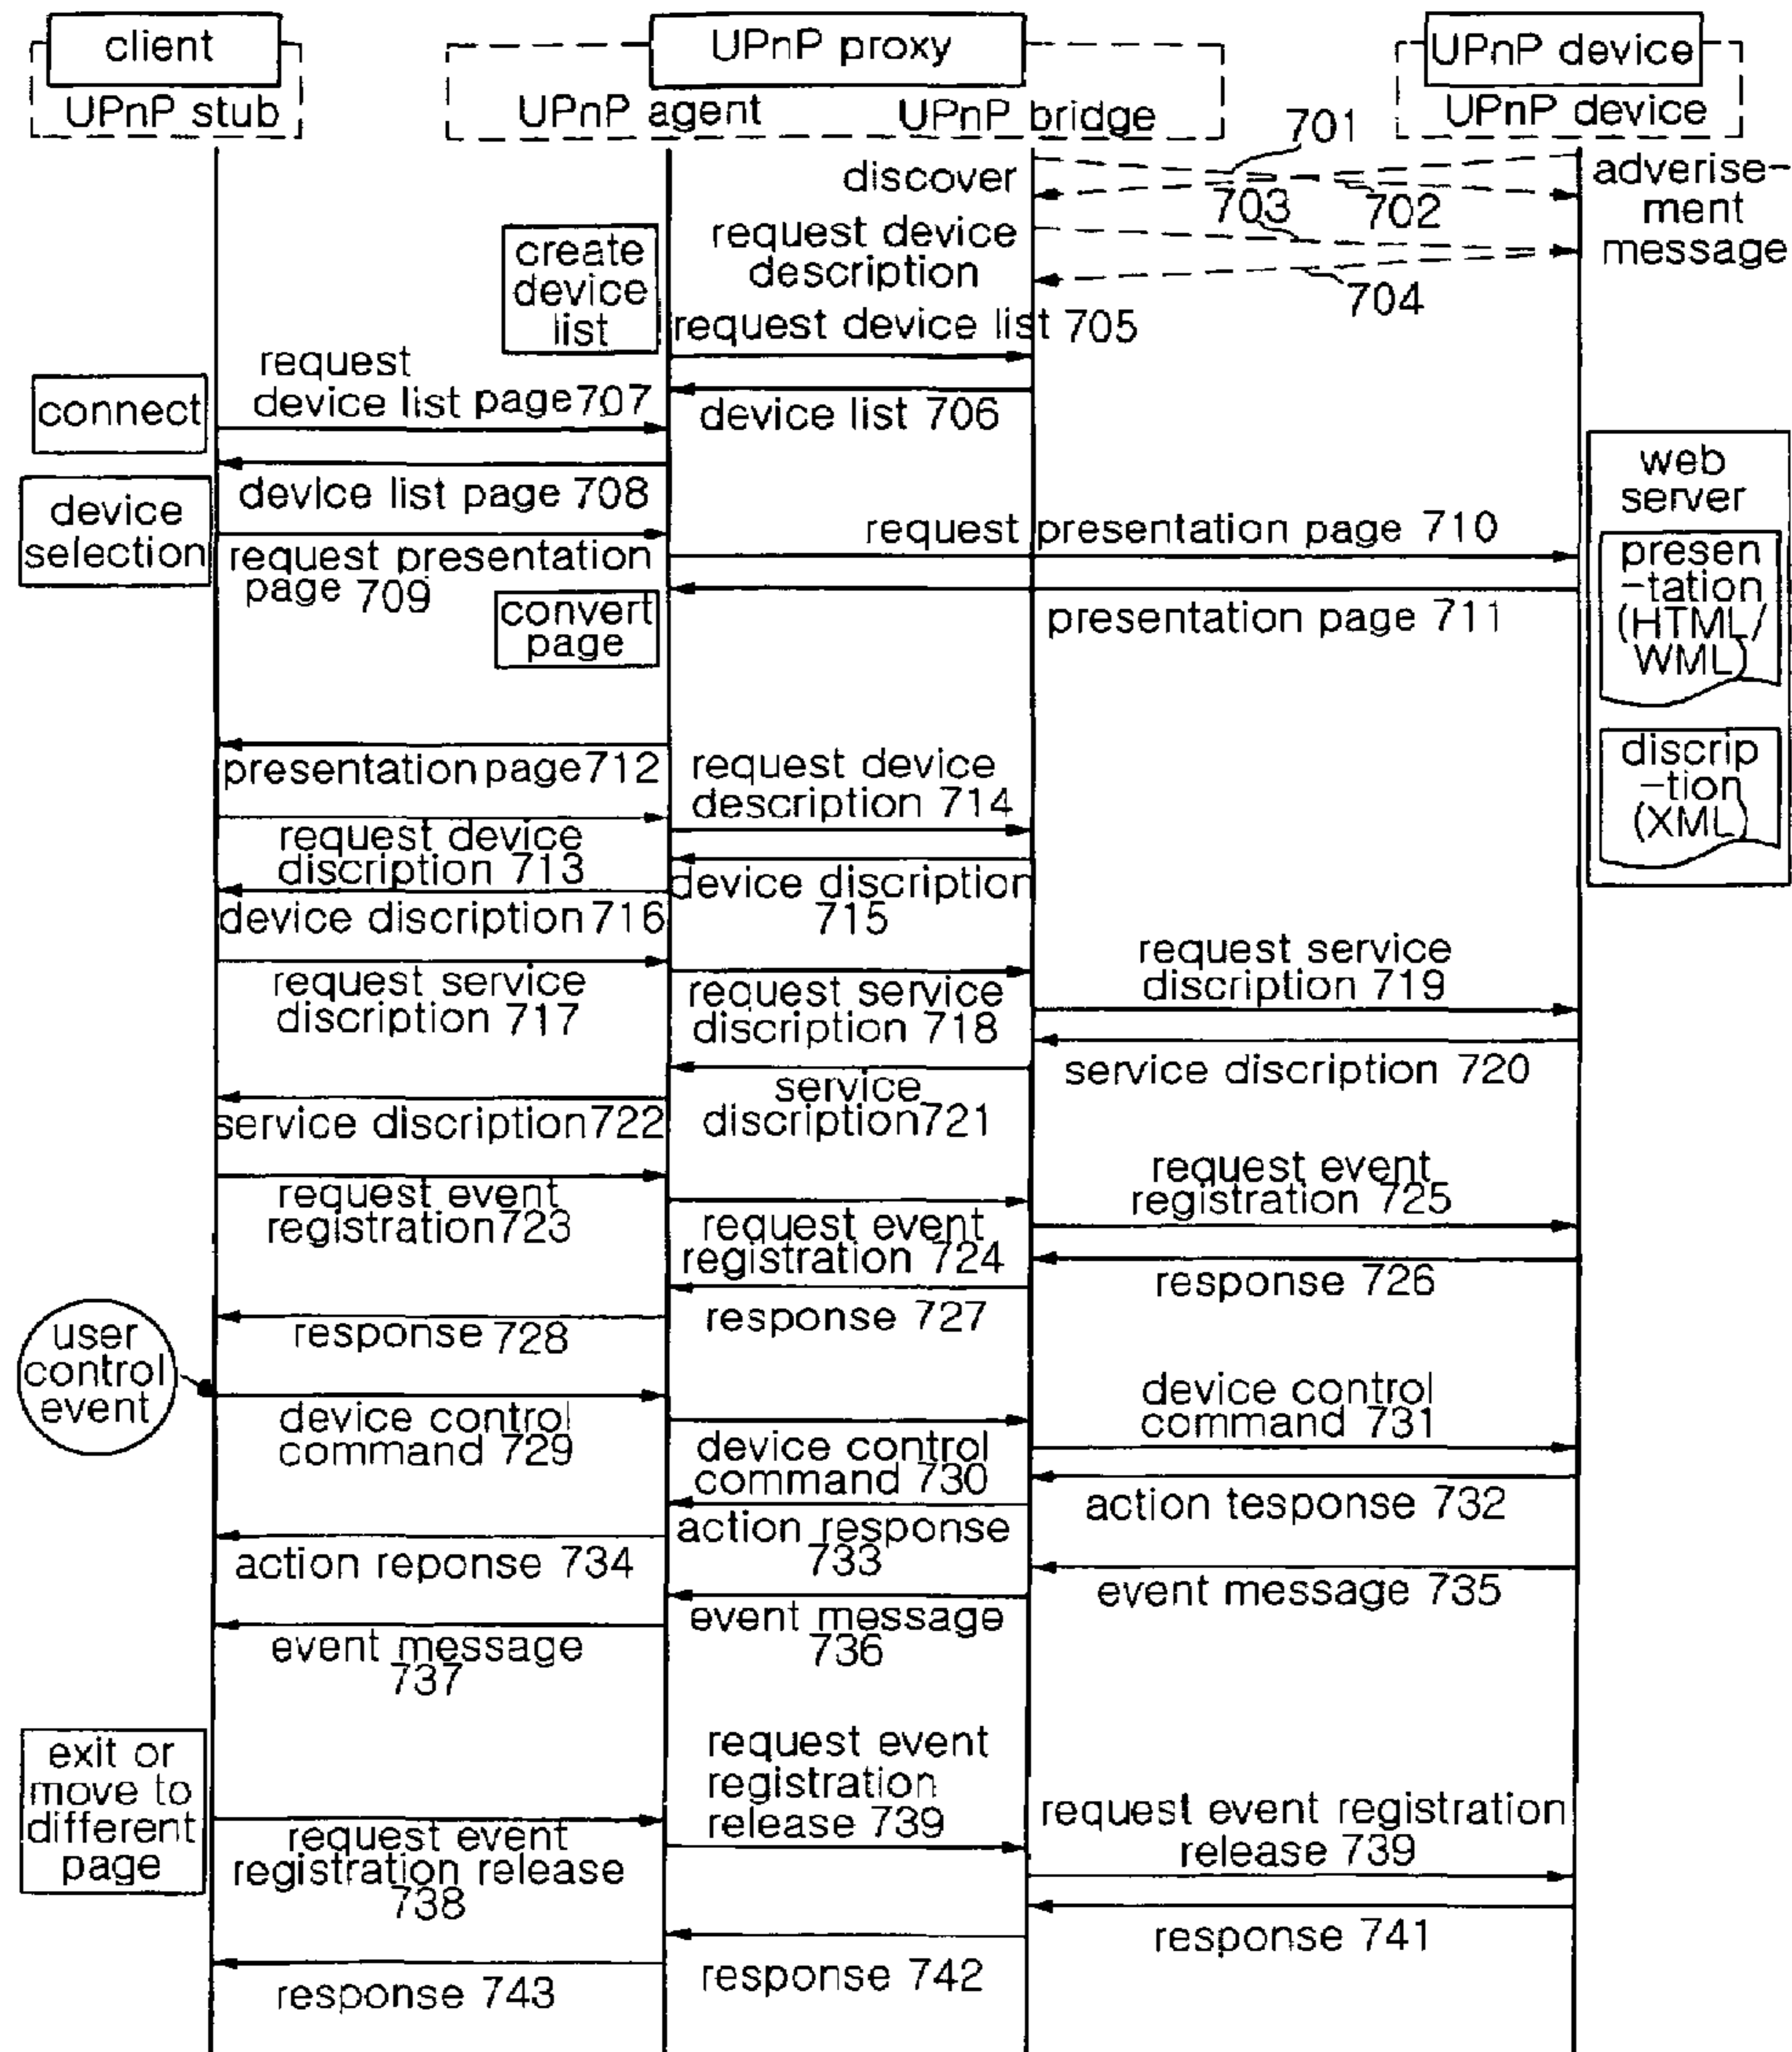 client
UPnP stub
UPnP proxy
UPnP agent
UPnP bridge
UPnP device
UPnP device
701
discover
702
703
adverise-
ment
message
request device
description
704
create
device
list
request device list 705
request
device list page 707
connect
device list 706
device list page 708
device
selection
request presentation
page 709
request presentation page 710
convert
page
presentation page 711
web
server
presen
-tation
(HTML/
WML)
discrip
-tion
(XML)
presentation page 712
request device
description 714
request device
discription 713
device discription
715
device discription 716
request service
discription 717
request service
discription 718
request service
discription 719
service discription 720
service
discription721
service discription722
request event
registration723
request event
registration 724
request event
registration 725
response 726
response 727
response 728
user
control
event
device control
command 729
device control
command 730
device control
command 731
action tesponse 732
action response
733
action reponse 734
event message 735
event message
736
event message
737
exit or
move to
different
page
request event
registration release
738
request event
registration
release 739
request event registration
release 739
response 741
response 742
response 743